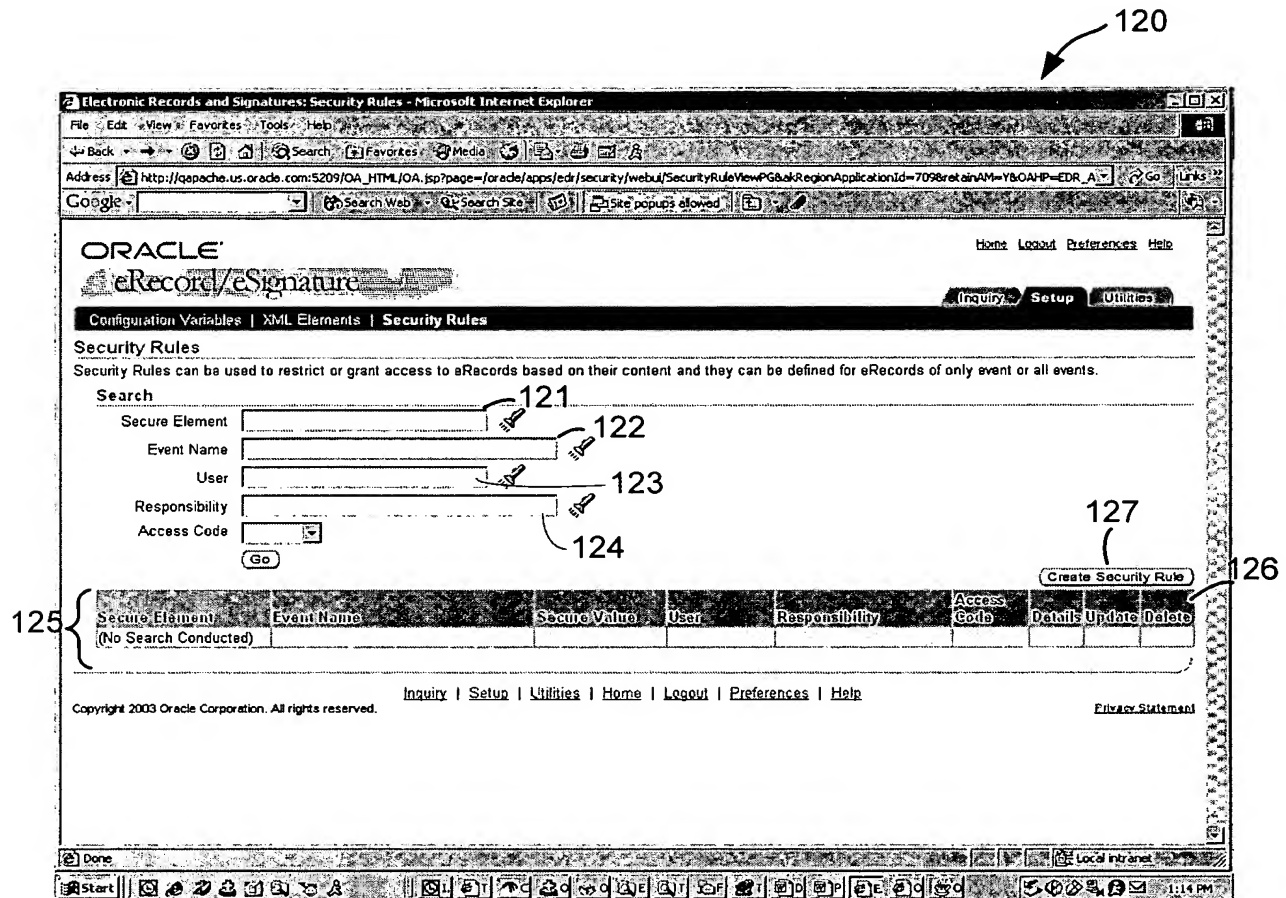 120
Electronic Records and Signatures: Security Rules - Microsoft Internet Explorer
File Edit View Favorites Tools Help
Back Search Favorites Media
Address http://qapache.us.oracle.com:5209/OA_HTML/OA.jsp?page=/oracle/apps/edr/security/webui/SecurityRuleViewPG&akRegionApplicationId=709&retainAM=Y&OAHP=EDR_A Go Links »
Google Search Web Search Site Site popups allowed
ORACLE
Home Logout Preferences Help
eRecord/eSignature
Inquiry Setup Utilities
Configuration Variables | XML Elements | Security Rules
Security Rules
Security Rules can be used to restrict or grant access to eRecords based on their content and they can be defined for eRecords of only event or all events.
Search
121
Secure Element
122
Event Name
User
123
Responsibility
124
Access Code
Go
127
Create Security Rule
126
125
Secure Element Event Name Secure Value User Responsibility Access Code Details Update Delete
(No Search Conducted)
Inquiry | Setup | Utilities | Home | Logout | Preferences | Help
Copyright 2003 Oracle Corporation. All rights reserved.
Privacy Statement
Done
Local intranet
Start
1:14 PM